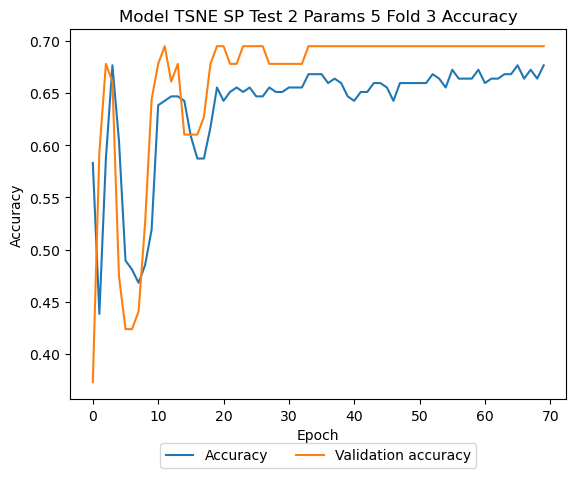 Model TSNE SP Test 2 Params 5 Fold 3 Accuracy
0.70
0.65
0.60
0.55
0.50
0.45
0.40
Accuracy
0 10 20 30 40 50 60 70
Epoch
Accuracy Validation accuracy